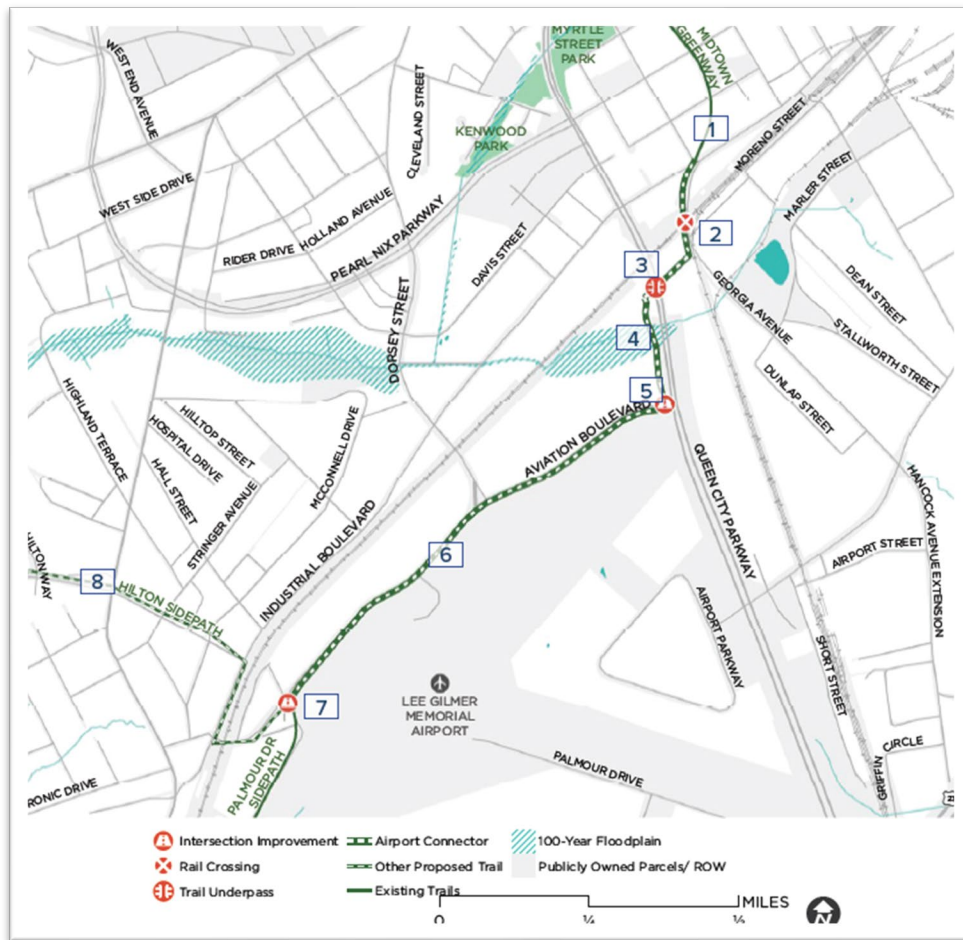 MYRTLE
STREET
PARK
MIDTOWN
GREENWAY
WEST END AVENUE
CLEVELAND STREET
KENWOOD
PARK
1
MORENO STREET
MARLER STREET
WEST SIDE DRIVE
RIDER DRIVE
HOLLAND AVENUE
PEARL NIX PARKWAY
DAVIS STREET
2
3
DEAN STREET
GEORGIA AVENUE
STALLWORTH STREET
DORSEY STREET
4
DUNLAP STREET
5
HIGHLAND TERRACE
HILLTOP STREET
HOSPITAL DRIVE
HALL STREET
STRINGER AVENUE
MCCONNELL DRIVE
AVIATION BOULEVARD
QUEEN CITY PARKWAY
HANCOCK AVENUE EXTENSION
INDUSTRIAL BOULEVARD
6
AIRPORT STREET
HILTON WAY
8
HILTON SIDEPATH
AIRPORT PARKWAY
SHORT STREET
7
LEE GILMER
MEMORIAL
AIRPORT
PALMOUR DR
SIDEPATH
PALMOUR DRIVE
GRIFFIN
CIRCLE
RONIC DRIVE
Intersection Improvement
Airport Connector
100-Year Floodplain
Rail Crossing
Other Proposed Trail
Publicly Owned Parcels/ ROW
Trail Underpass
Existing Trails
MILES
0
¼
½
N